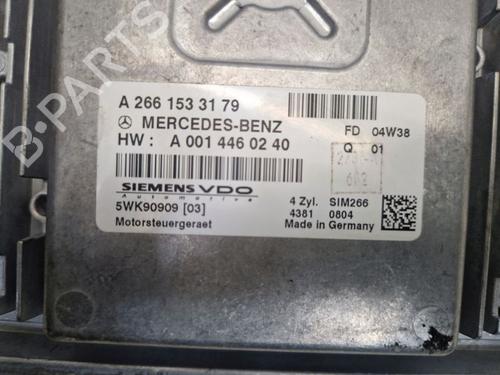 A 266 153 31 79
MERCEDES-BENZ
FD 04W38
HW : A 001 446 02 40
Q 01
SIEMENS VDO
Automotive
5WK90909 [03]
4 Zyl. SIM266
4381 0804
Motorsteuergeraet
Made in Germany
B-PARTS